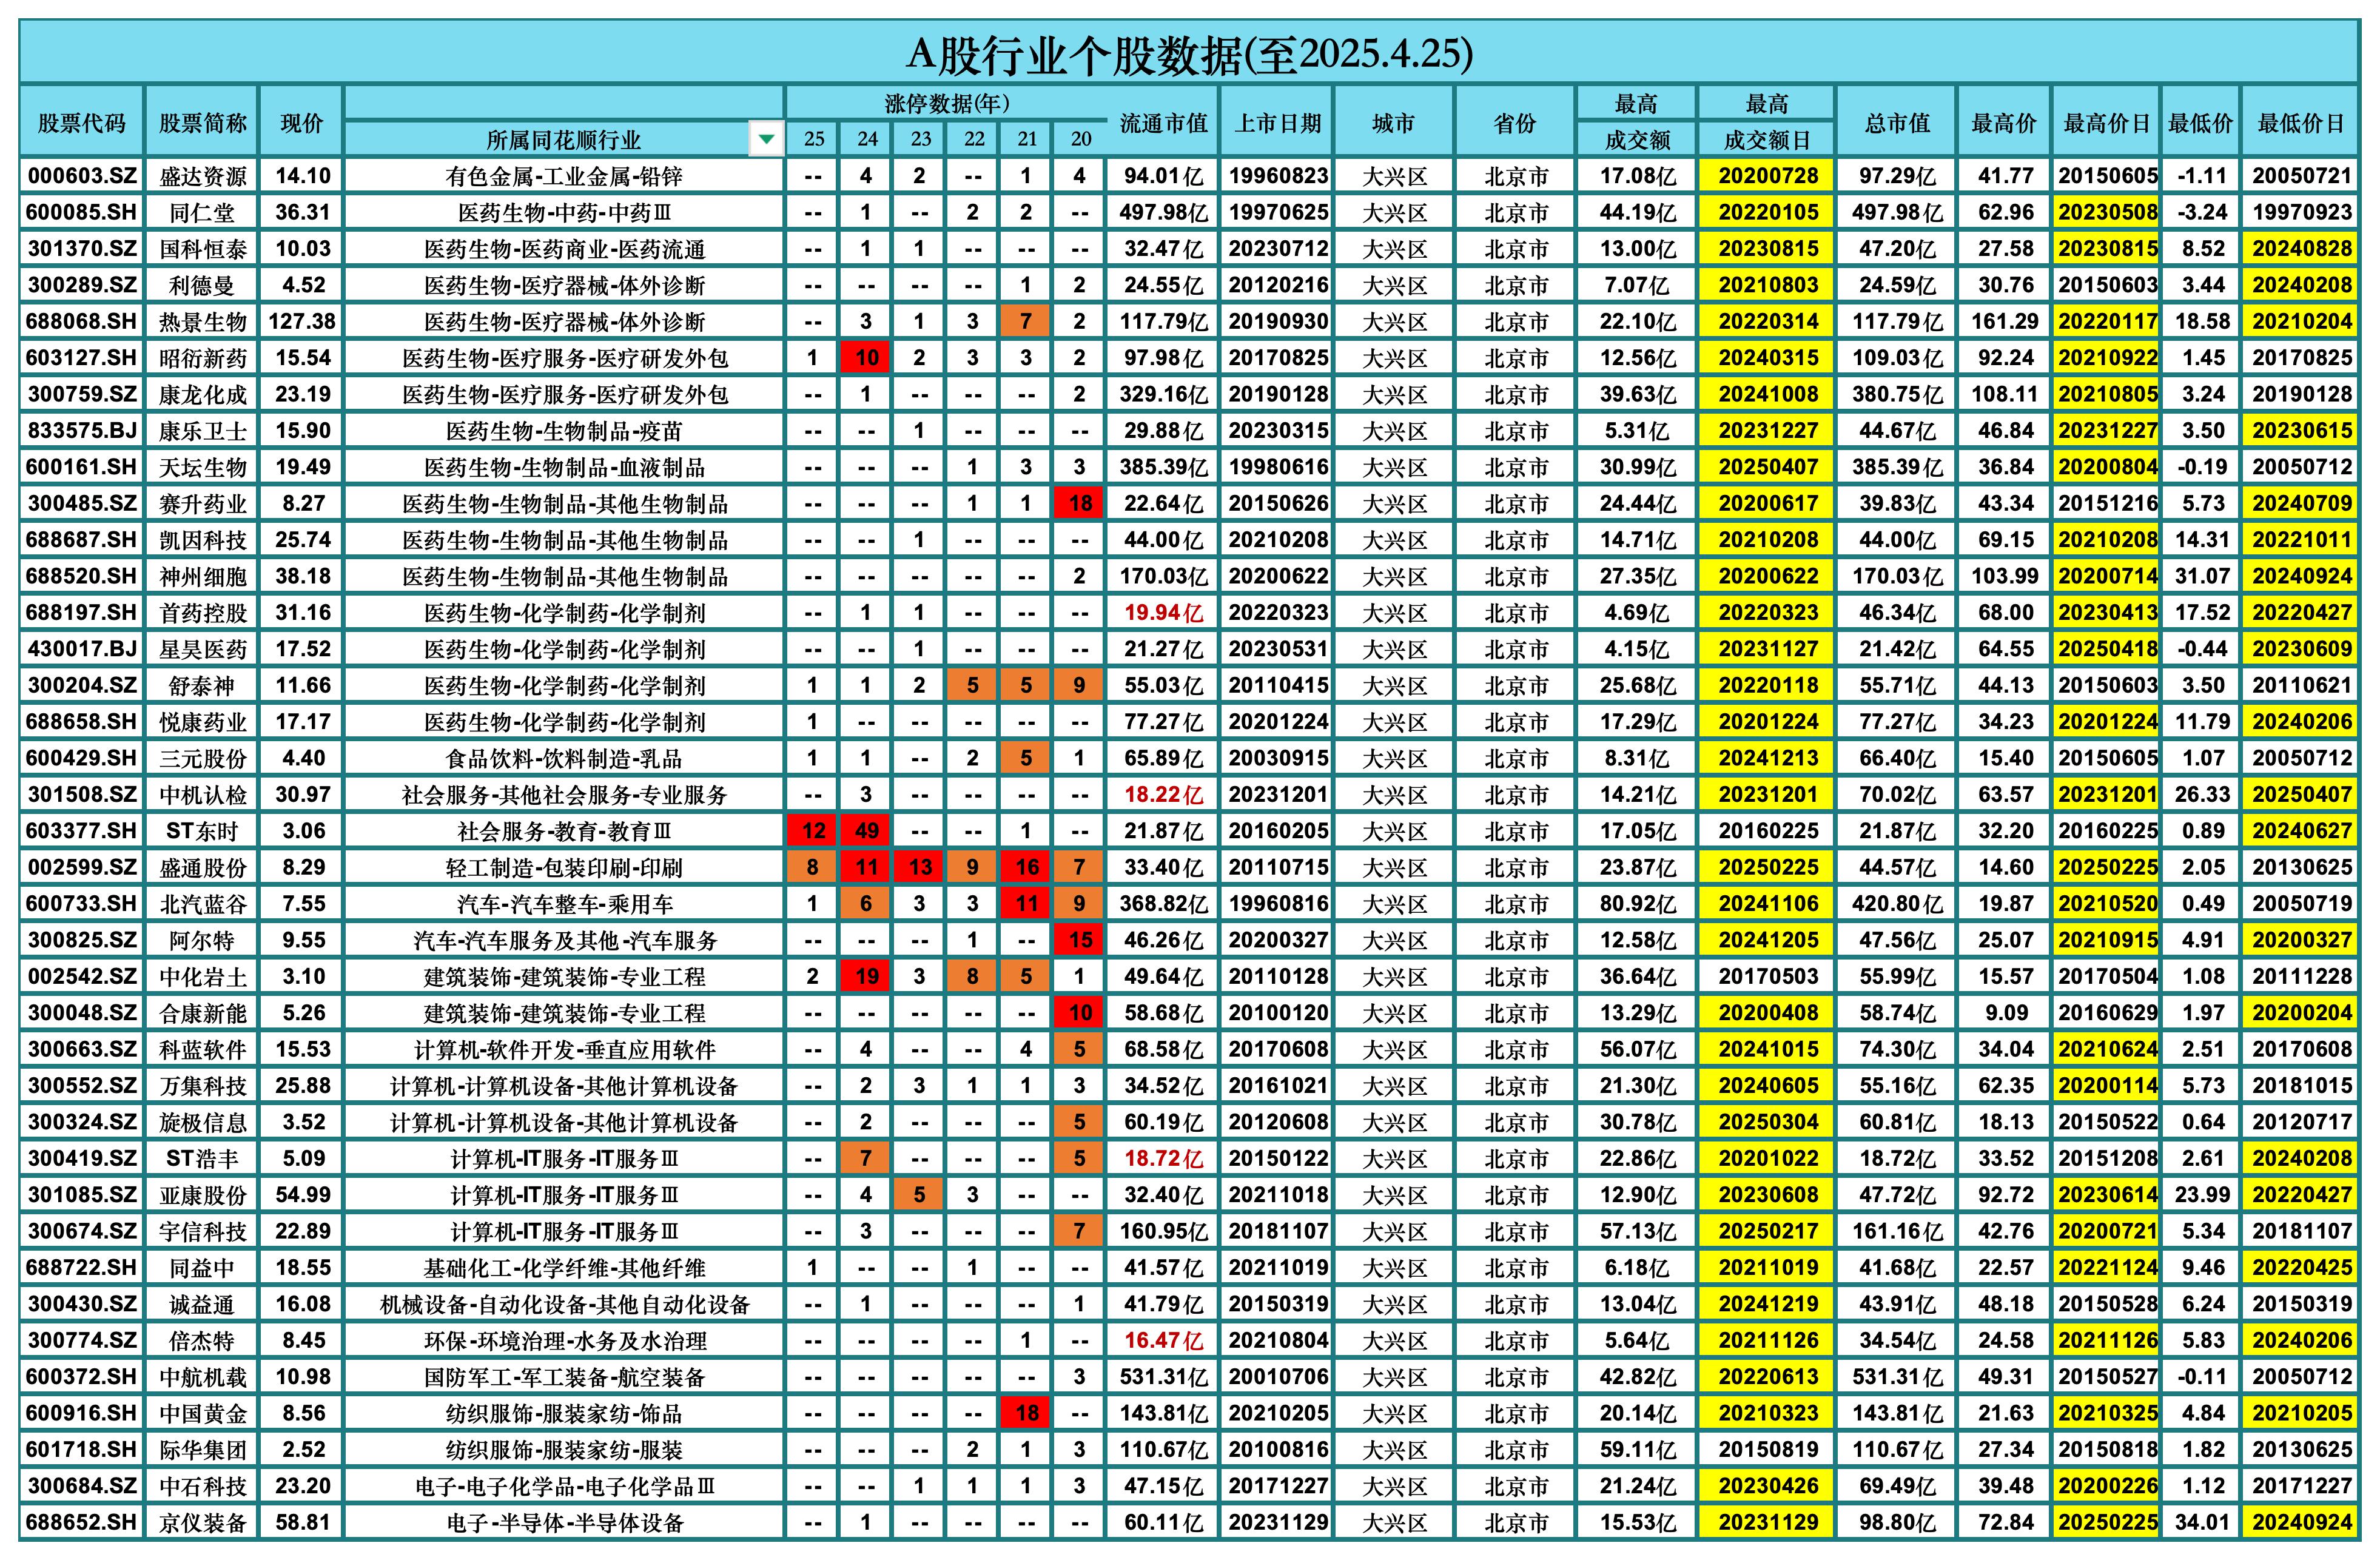 A股行业个股数据(至2025.4.25)
股票代码 股票简称 现价 所属同花顺行业 涨停数据(年) 25 24 23 22 21 20 流通市值 上市日期 城市 省份 最高成交额 最高成交额日 总市值 最高价 最高价日 最低价 最低价日
000603.SZ 盛达资源 14.10 有色金属-工业金属-铅锌 -- 4 2 -- 1 4 94.01亿 19960823 大兴区 北京市 17.08亿 20200728 97.29亿 41.77 20150605 -1.11 20050721
600085.SH 同仁堂 36.31 医药生物-中药-中药Ⅲ -- 1 -- 2 2 -- 497.98亿 19970625 大兴区 北京市 44.19亿 20220105 497.98亿 62.96 20230508 -3.24 19970923
301370.SZ 国科恒泰 10.03 医药生物-医药商业-医药流通 -- 1 1 -- -- -- 32.47亿 20230712 大兴区 北京市 13.00亿 20230815 47.20亿 27.58 20230815 8.52 20240828
300289.SZ 利德曼 4.52 医药生物-医疗器械-体外诊断 -- -- -- -- 1 2 24.55亿 20120216 大兴区 北京市 7.07亿 20210803 24.59亿 30.76 20150603 3.44 20240208
688068.SH 热景生物 127.38 医药生物-医疗器械-体外诊断 -- 3 1 3 7 2 117.79亿 20190930 大兴区 北京市 22.10亿 20220314 117.79亿 161.29 20220117 18.58 20210204
603127.SH 昭衍新药 15.54 医药生物-医疗服务-医疗研发外包 1 10 2 3 3 2 97.98亿 20170825 大兴区 北京市 12.56亿 20240315 109.03亿 92.24 20210922 1.45 20170825
300759.SZ 康龙化成 23.19 医药生物-医疗服务-医疗研发外包 -- 1 -- -- -- 2 329.16亿 20190128 大兴区 北京市 39.63亿 20241008 380.75亿 108.11 20210805 3.24 20190128
833575.BJ 康乐卫士 15.90 医药生物-生物制品-疫苗 -- -- 1 -- -- -- 29.88亿 20230315 大兴区 北京市 5.31亿 20231227 44.67亿 46.84 20231227 3.50 20230615
600161.SH 天坛生物 19.49 医药生物-生物制品-血液制品 -- -- -- 1 3 3 385.39亿 19980616 大兴区 北京市 30.99亿 20250407 385.39亿 36.84 20200804 -0.19 20050712
300485.SZ 赛升药业 8.27 医药生物-生物制品-其他生物制品 -- -- -- 1 1 18 22.64亿 20150626 大兴区 北京市 24.44亿 20200617 39.83亿 43.34 20151216 5.73 20240709
688687.SH 凯因科技 25.74 医药生物-生物制品-其他生物制品 -- -- 1 -- -- -- 44.00亿 20210208 大兴区 北京市 14.71亿 20210208 44.00亿 69.15 20210208 14.31 20221011
688520.SH 神州细胞 38.18 医药生物-生物制品-其他生物制品 -- -- -- -- -- 2 170.03亿 20200622 大兴区 北京市 27.35亿 20200622 170.03亿 103.99 20200714 31.07 20240924
688197.SH 首药控股 31.16 医药生物-化学制药-化学制剂 -- 1 1 -- -- -- 19.94亿 20220323 大兴区 北京市 4.69亿 20220323 46.34亿 68.00 20230413 17.52 20220427
430017.BJ 星昊医药 17.52 医药生物-化学制药-化学制剂 -- -- 1 -- -- -- 21.27亿 20230531 大兴区 北京市 4.15亿 20231127 21.42亿 64.55 20250418 -0.44 20230609
300204.SZ 舒泰神 11.66 医药生物-化学制药-化学制剂 1 1 2 5 5 9 55.03亿 20110415 大兴区 北京市 25.68亿 20220118 55.71亿 44.13 20150603 3.50 20110621
688658.SH 悦康药业 17.17 医药生物-化学制药-化学制剂 1 -- -- -- -- -- 77.27亿 20201224 大兴区 北京市 17.29亿 20201224 77.27亿 34.23 20201224 11.79 20240206
600429.SH 三元股份 4.40 食品饮料-饮料制造-乳品 1 1 -- 2 5 1 65.89亿 20030915 大兴区 北京市 8.31亿 20241213 66.40亿 15.40 20150605 1.07 20050712
301508.SZ 中机认检 30.97 社会服务-其他社会服务-专业服务 -- 3 -- -- -- -- 18.22亿 20231201 大兴区 北京市 14.21亿 20231201 70.02亿 63.57 20231201 26.33 20250407
603377.SH ST东时 3.06 社会服务-教育-教育Ⅲ 12 49 -- -- 1 -- 21.87亿 20160205 大兴区 北京市 17.05亿 20160225 21.87亿 32.20 20160225 0.89 20240627
002599.SZ 盛通股份 8.29 轻工制造-包装印刷-印刷 8 11 13 9 16 7 33.40亿 20110715 大兴区 北京市 23.87亿 20250225 44.57亿 14.60 20250225 2.05 20130625
600733.SH 北汽蓝谷 7.55 汽车-汽车整车-乘用车 1 6 3 3 11 9 368.82亿 19960816 大兴区 北京市 80.92亿 20241106 420.80亿 19.87 20210520 0.49 20050719
300825.SZ 阿尔特 9.55 汽车-汽车服务及其他-汽车服务 -- -- -- 1 -- 15 46.26亿 20200327 大兴区 北京市 12.58亿 20241205 47.56亿 25.07 20210915 4.91 20200327
002542.SZ 中化岩土 3.10 建筑装饰-建筑装饰-专业工程 2 19 3 8 5 1 49.64亿 20110128 大兴区 北京市 36.64亿 20170503 55.99亿 15.57 20170504 1.08 20111228
300048.SZ 合康新能 5.26 建筑装饰-建筑装饰-专业工程 -- -- -- -- -- 10 58.68亿 20100120 大兴区 北京市 13.29亿 20200408 58.74亿 9.09 20160629 1.97 20200204
300663.SZ 科蓝软件 15.53 计算机-软件开发-垂直应用软件 -- 4 -- -- 4 5 68.58亿 20170608 大兴区 北京市 56.07亿 20241015 74.30亿 34.04 20210624 2.51 20170608
300552.SZ 万集科技 25.88 计算机-计算机设备-其他计算机设备 -- 2 3 1 1 3 34.52亿 20161021 大兴区 北京市 21.30亿 20240605 55.16亿 62.35 20200114 5.73 20181015
300324.SZ 旋极信息 3.52 计算机-计算机设备-其他计算机设备 -- 2 -- -- -- 5 60.19亿 20120608 大兴区 北京市 30.78亿 20250304 60.81亿 18.13 20150522 0.64 20120717
300419.SZ ST浩丰 5.09 计算机-IT服务-IT服务Ⅲ -- 7 -- -- -- 5 18.72亿 20150122 大兴区 北京市 22.86亿 20201022 18.72亿 33.52 20151208 2.61 20240208
301085.SZ 亚康股份 54.99 计算机-IT服务-IT服务Ⅲ -- 4 5 3 -- -- 32.40亿 20211018 大兴区 北京市 12.90亿 20230608 47.72亿 92.72 20230614 23.99 20220427
300674.SZ 宇信科技 22.89 计算机-IT服务-IT服务Ⅲ -- 3 -- -- -- 7 160.95亿 20181107 大兴区 北京市 57.13亿 20250217 161.16亿 42.76 20200721 5.34 20181107
688722.SH 同益中 18.55 基础化工-化学纤维-其他纤维 1 -- -- 1 -- -- 41.57亿 20211019 大兴区 北京市 6.18亿 20211019 41.68亿 22.57 20221124 9.46 20220425
300430.SZ 诚益通 16.08 机械设备-自动化设备-其他自动化设备 -- 1 -- -- -- 1 41.79亿 20150319 大兴区 北京市 13.04亿 20241219 43.91亿 48.18 20150528 6.24 20150319
300774.SZ 倍杰特 8.45 环保-环境治理-水务及水治理 -- -- -- -- 1 -- 16.47亿 20210804 大兴区 北京市 5.64亿 20211126 34.54亿 24.58 20211126 5.83 20240206
600372.SH 中航机载 10.98 国防军工-军工装备-航空装备 -- -- -- -- -- 3 531.31亿 20010706 大兴区 北京市 42.82亿 20220613 531.31亿 49.31 20150527 -0.11 20050712
600916.SH 中国黄金 8.56 纺织服饰-服装家纺-饰品 -- -- -- -- 18 -- 143.81亿 20210205 大兴区 北京市 20.14亿 20210323 143.81亿 21.63 20210325 4.84 20210205
601718.SH 际华集团 2.52 纺织服饰-服装家纺-服装 -- -- -- 2 1 3 110.67亿 20100816 大兴区 北京市 59.11亿 20150819 110.67亿 27.34 20150818 1.82 20130625
300684.SZ 中石科技 23.20 电子-电子化学品-电子化学品Ⅲ -- -- 1 1 1 3 47.15亿 20171227 大兴区 北京市 21.24亿 20230426 69.49亿 39.48 20200226 1.12 20171227
688652.SH 京仪装备 58.81 电子-半导体-半导体设备 -- 1 -- -- -- -- 60.11亿 20231129 大兴区 北京市 15.53亿 20231129 98.80亿 72.84 20250225 34.01 20240924